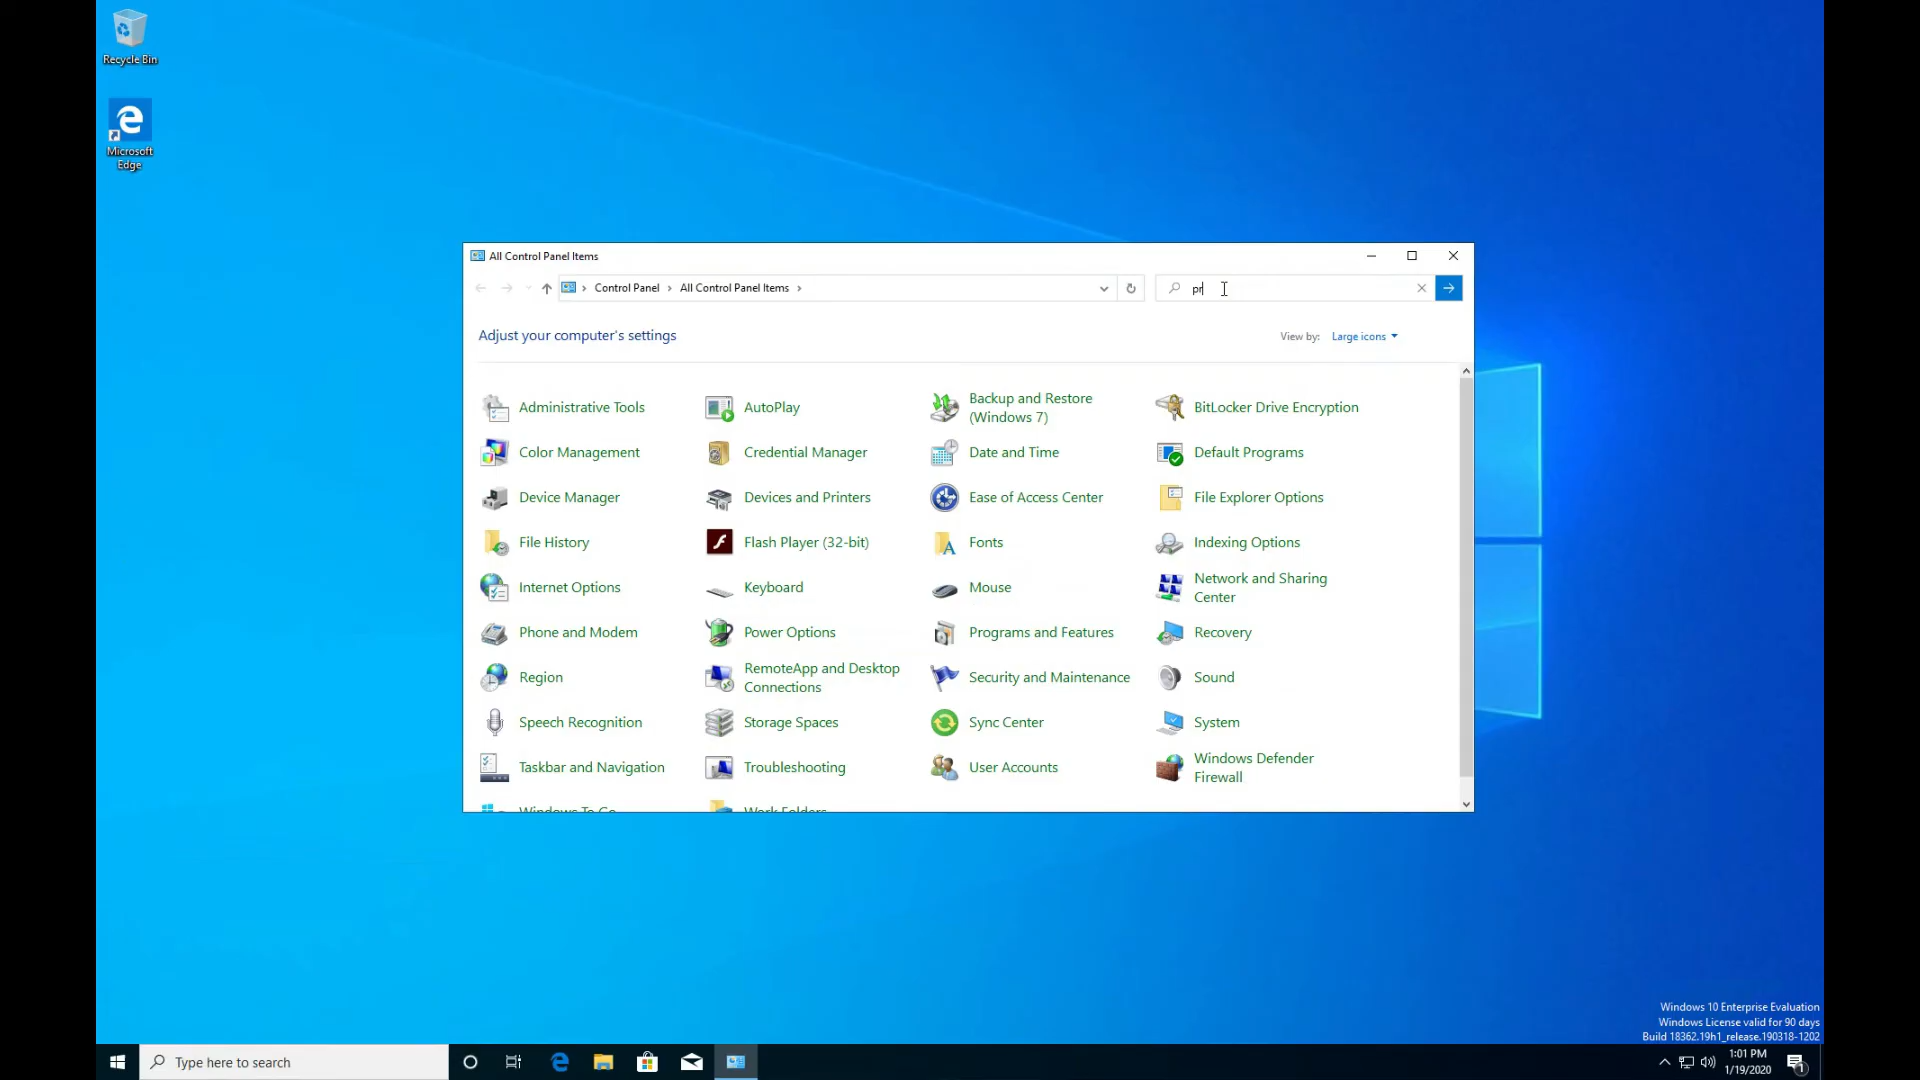 Recycle Bin
Microsoft
Edge
All Control Panel Items
Control Panel
All Control Panel Items
pr
Adjust your computer's settings
View by:
Large icons
Administrative Tools
AutoPlay
Backup and Restore
(Windows 7)
BitLocker Drive Encryption
Color Management
Credential Manager
Date and Time
Default Programs
Device Manager
Devices and Printers
Ease of Access Center
File Explorer Options
File History
Flash Player (32-bit)
Fonts
Indexing Options
Internet Options
Keyboard
Mouse
Network and Sharing
Center
Phone and Modem
Power Options
Programs and Features
Recovery
Region
RemoteApp and Desktop
Connections
Security and Maintenance
Sound
Speech Recognition
Storage Spaces
Sync Center
System
Taskbar and Navigation
Troubleshooting
User Accounts
Windows Defender
Firewall
Windows To Go
Work Folders
Windows 10 Enterprise Evaluation
Windows License valid for 90 days
Build 18362.19h1_release.190318-1202
Type here to search
1:01 PM
1/19/2020
1